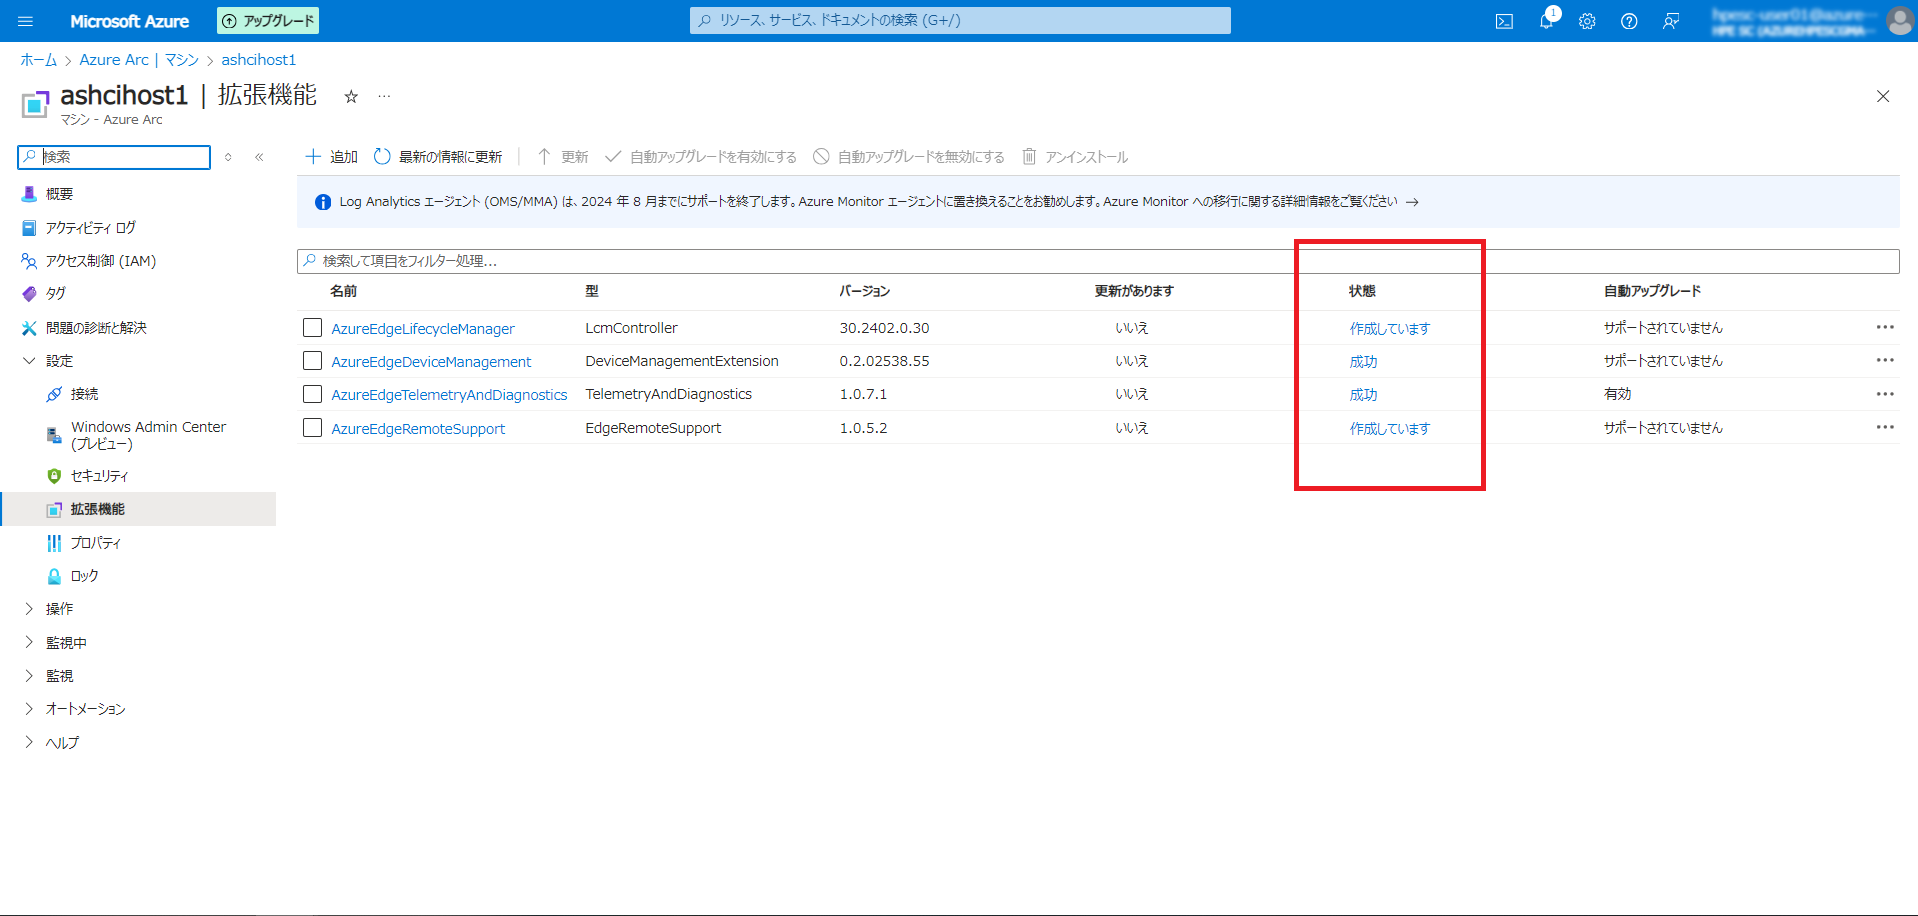 Microsoft Azure アップグレード リソース、サービス、ドキュメントの検索 (G+/) 1
ホーム > Azure Arc | マシン > ashcihost1
ashcihost1 | 拡張機能 ☆ …
マシン - Azure Arc
検索
概要
アクティビティ ログ
アクセス制御 (IAM)
タグ
問題の診断と解決
設定
接続
Windows Admin Center
(プレビュー)
セキュリティ
拡張機能
プロパティ
ロック
操作
監視中
監視
オートメーション
ヘルプ
追加 最新の情報に更新 更新 自動アップグレードを有効にする 自動アップグレードを無効にする アンインストール
Log Analytics エージェント (OMS/MMA) は、2024 年 8 月までにサポートを終了します。Azure Monitor エージェントに置き換えることをお勧めします。Azure Monitor への移行に関する詳細情報をご覧ください →
検索して項目をフィルター処理...
名前 型 バージョン 更新があります 状態 自動アップグレード
AzureEdgeLifecycleManager LcmController 30.2402.0.30 いいえ 作成しています サポートされていません
AzureEdgeDeviceManagement DeviceManagementExtension 0.2.02538.55 いいえ 成功 サポートされていません
AzureEdgeTelemetryAndDiagnostics TelemetryAndDiagnostics 1.0.7.1 いいえ 成功 有効
AzureEdgeRemoteSupport EdgeRemoteSupport 1.0.5.2 いいえ 作成しています サポートされていません